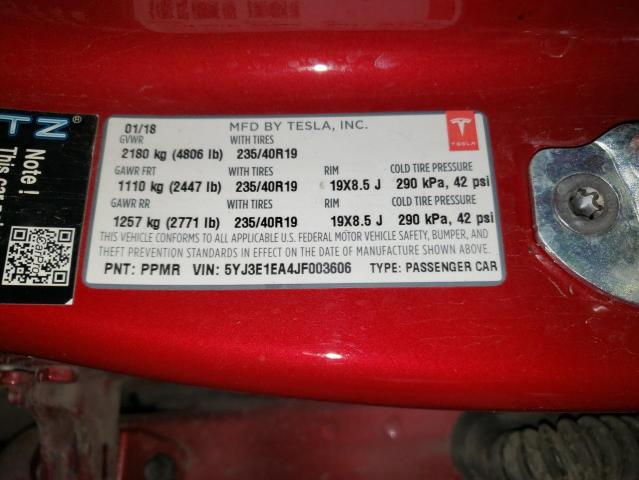 01/18 MFD BY TESLA, INC.
GVWR WITH TIRES
2180 kg (4806 lb) 235/40R19
GAWR FRT WITH TIRES RIM COLD TIRE PRESSURE
1110 kg (2447 lb) 235/40R19 19X8.5 J 290 kPa, 42 psi
GAWR RR WITH TIRES RIM COLD TIRE PRESSURE
1257 kg (2771 lb) 235/40R19 19X8.5 J 290 kPa, 42 psi
THIS VEHICLE CONFORMS TO ALL APPLICABLE U.S. FEDERAL MOTOR VEHICLE SAFETY, BUMPER, AND
THEFT PREVENTION STANDARDS IN EFFECT ON THE DATE OF MANUFACTURE SHOWN ABOVE.
PNT: PPMR VIN: 5YJ3E1EA4JF003606 TYPE: PASSENGER CAR
TESLA
TN®
Note !
This